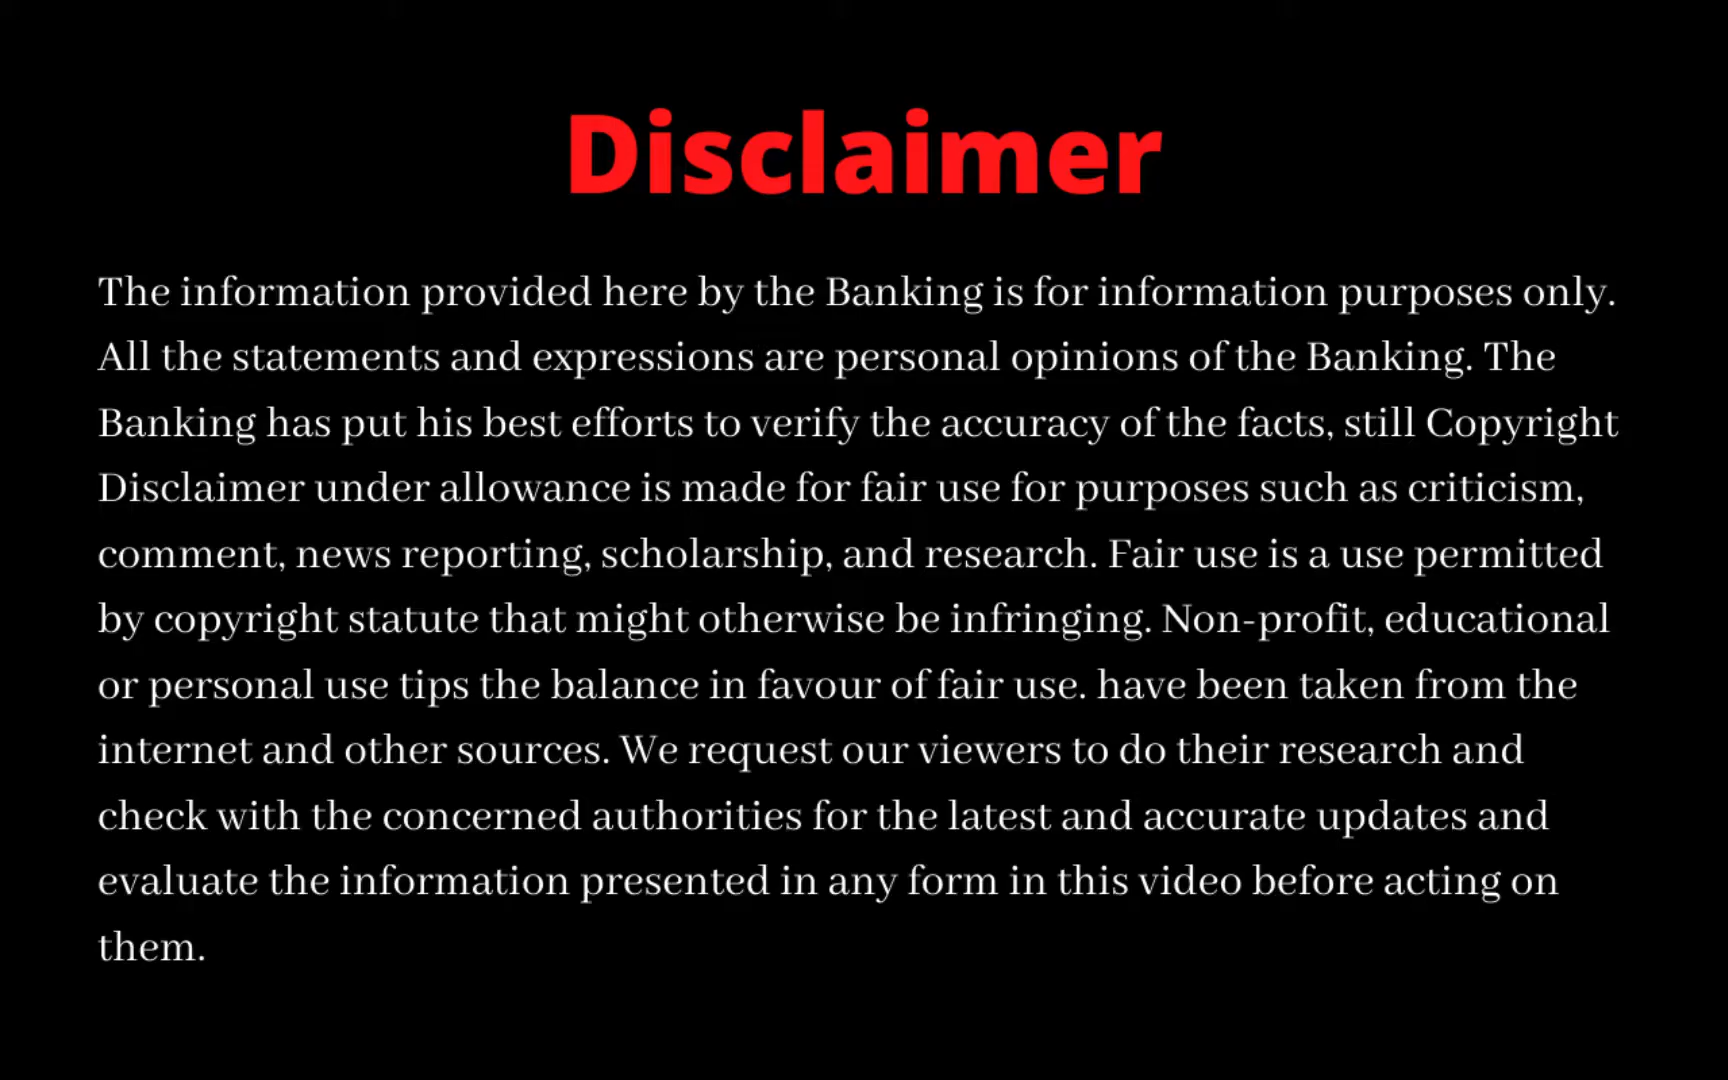 Disclaimer
The information provided here by the Banking is for information purposes only.
All the statements and expressions are personal opinions of the Banking. The
Banking has put his best efforts to verify the accuracy of the facts, still Copyright
Disclaimer under allowance is made for fair use for purposes such as criticism,
comment, news reporting, scholarship, and research. Fair use is a use permitted
by copyright statute that might otherwise be infringing. Non-profit, educational
or personal use tips the balance in favour of fair use. have been taken from the
internet and other sources. We request our viewers to do their research and
check with the concerned authorities for the latest and accurate updates and
evaluate the information presented in any form in this video before acting on
them.